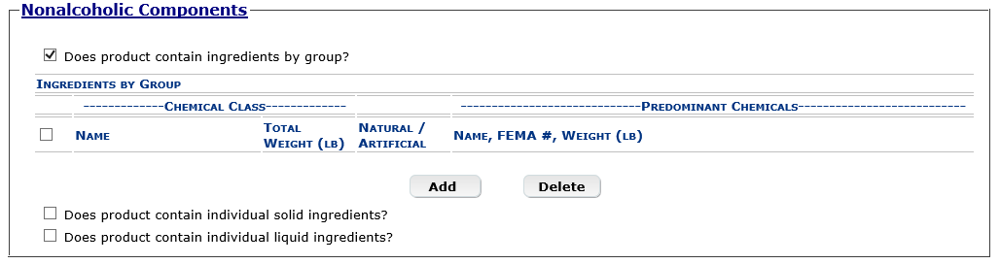 Nonalcoholic Components
Does product contain ingredients by group?
Ingredients by Group
-------------Chemical Class-------------
-----------------------------Predominant Chemicals---------------------------
Name
Total Weight (lb)
Natural / Artificial
Name, FEMA #, Weight (lb)
Add
Delete
Does product contain individual solid ingredients?
Does product contain individual liquid ingredients?